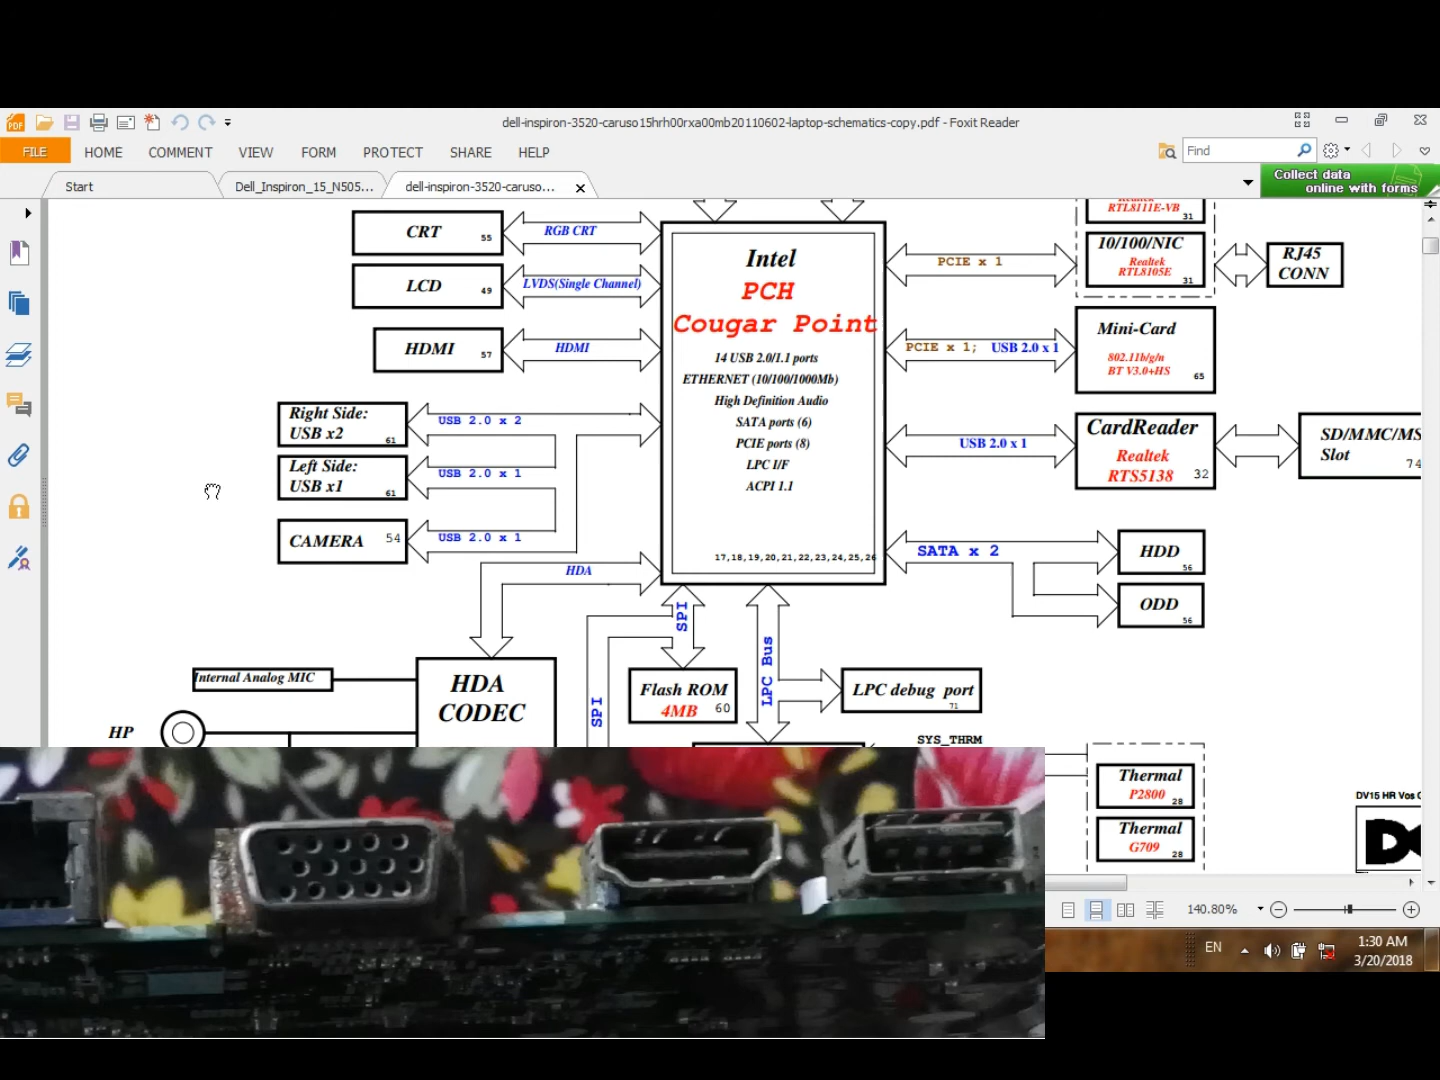 dell-inspiron-3520-caruso15hrh00rxa00mb20110602-laptop-schematics-copy.pdf - Foxit Reader
FILE HOME COMMENT VIEW FORM PROTECT SHARE HELP
Find
Start
Dell_Inspiron_15_N505...
dell-inspiron-3520-caruso...
Collect data
online with forms
CRT 55
RGB CRT
LCD 49
LVDS(Single Channel)
HDMI 57
HDMI
Right Side:
USB x2 61
USB 2.0 x 2
Left Side:
USB x1 61
USB 2.0 x 1
CAMERA 54
USB 2.0 x 1
HDA
Intel
PCH
Cougar Point
14 USB 2.0/1.1 ports
ETHERNET (10/100/1000Mb)
High Definition Audio
SATA ports (6)
PCIE ports (8)
LPC I/F
ACPI 1.1
17,18,19,20,21,22,23,24,25,26
Realtek
RTL8111E-VB
31
10/100/NIC
Realtek
RTL8105E
31
PCIE x 1
RJ45
CONN
Mini-Card
802.11b/g/n
BT V3.0+HS
65
PCIE x 1; USB 2.0 x 1
CardReader
Realtek
RTS5138 32
USB 2.0 x 1
SD/MMC/MS
Slot
74
SATA x 2
HDD
56
ODD
56
Internal Analog MIC
HP
HDA
CODEC
SPI
SPI
Flash ROM
4MB 60
LPC Bus
LPC debug port
71
SYS_THRM
Thermal
P2800
28
Thermal
G709
28
DV15 HR Vos
140.80%
EN
1:30 AM
3/20/2018